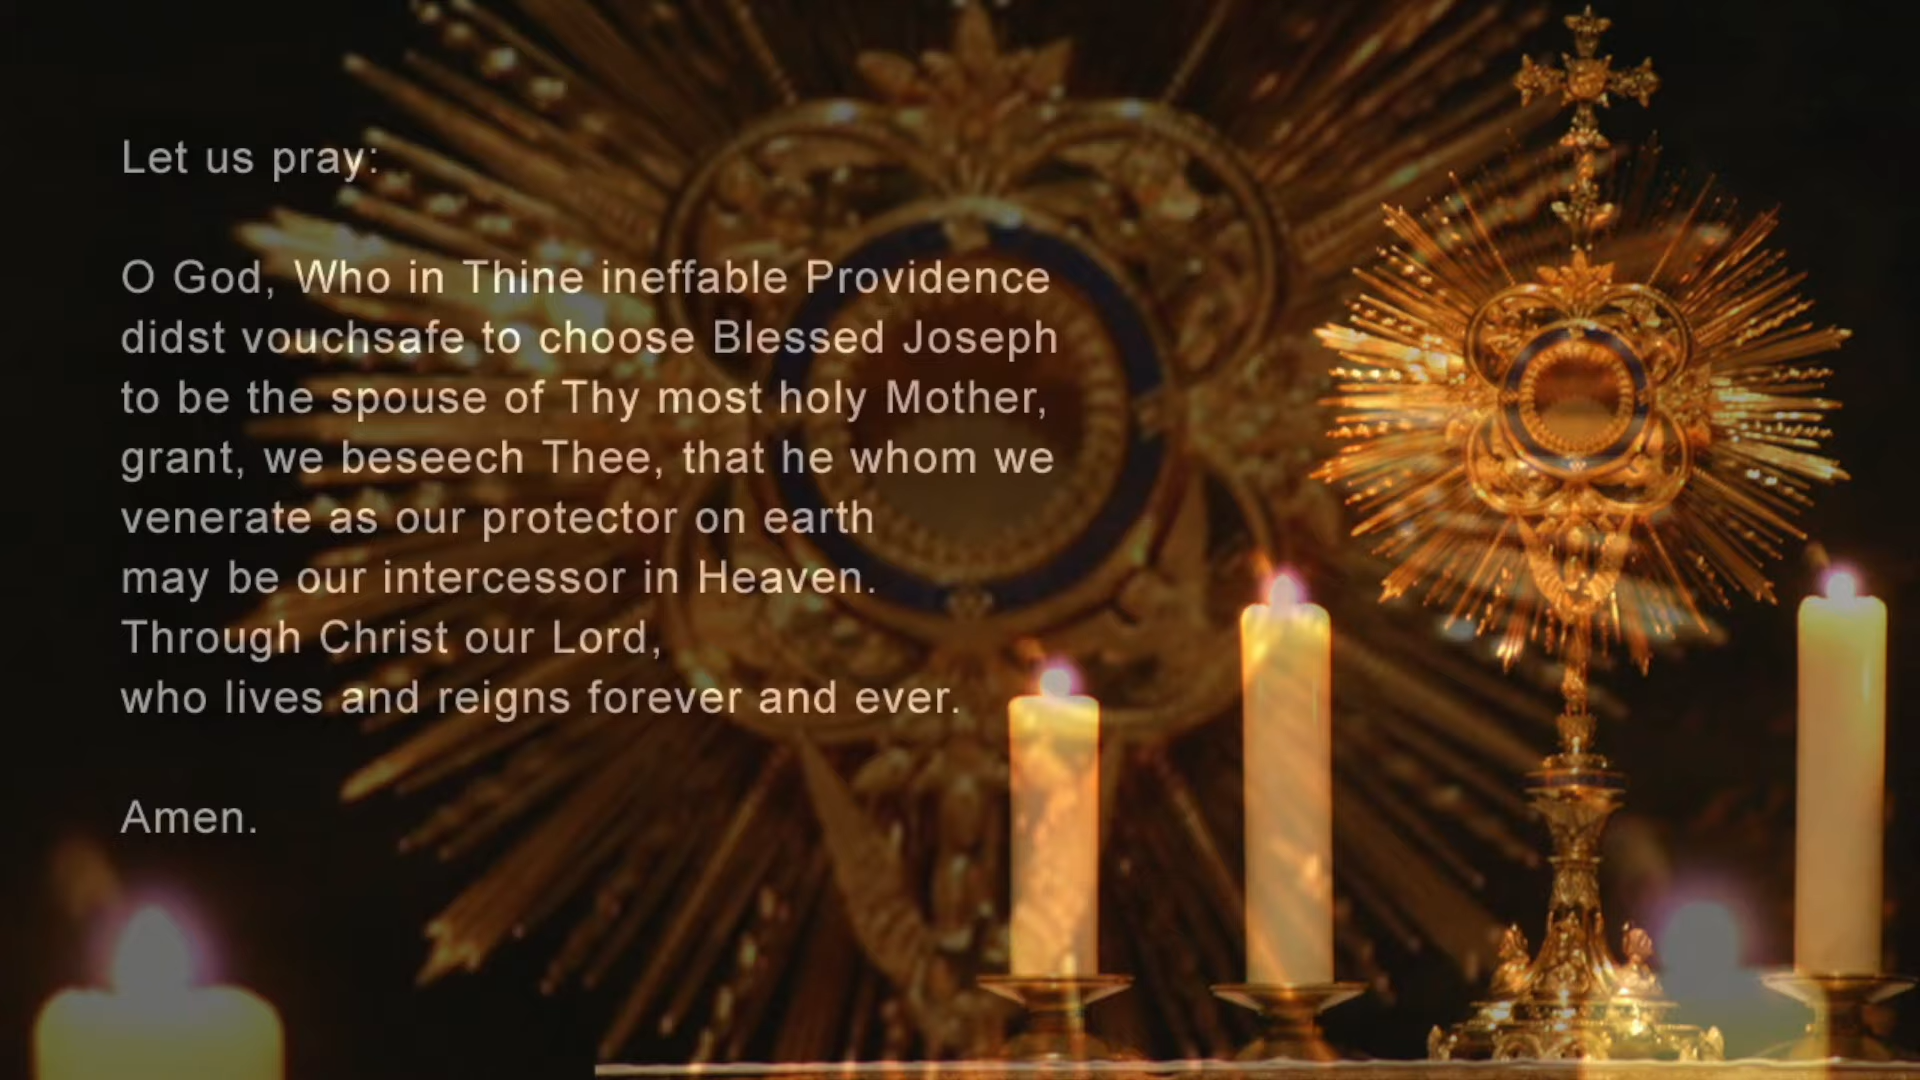 Let us pray:
O God, Who in Thine ineffable Providence
didst vouchsafe to choose Blessed Joseph
to be the spouse of Thy most holy Mother,
grant, we beseech Thee, that he whom we
venerate as our protector on earth
may be our intercessor in Heaven.
Through Christ our Lord,
who lives and reigns forever and ever.
Amen.